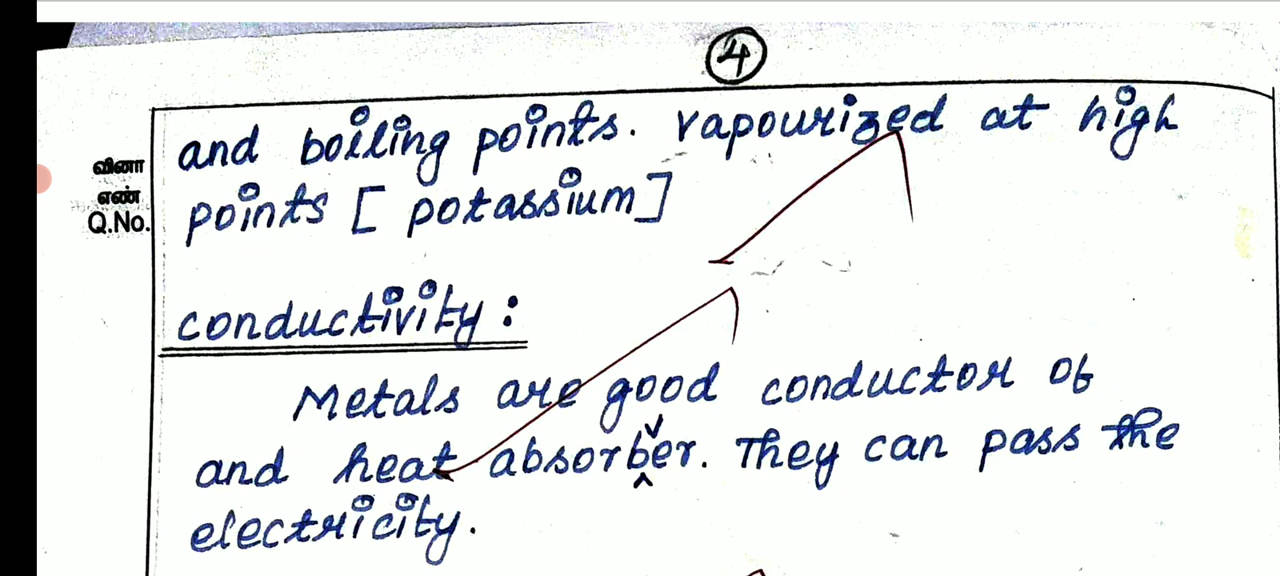 4
and boiling points. vapourized at high
வினா
எண்
Q.No.
points [ potassium ]
conductivity :
Metals are good conductor of
and heat absorber. They can pass the
electricity.